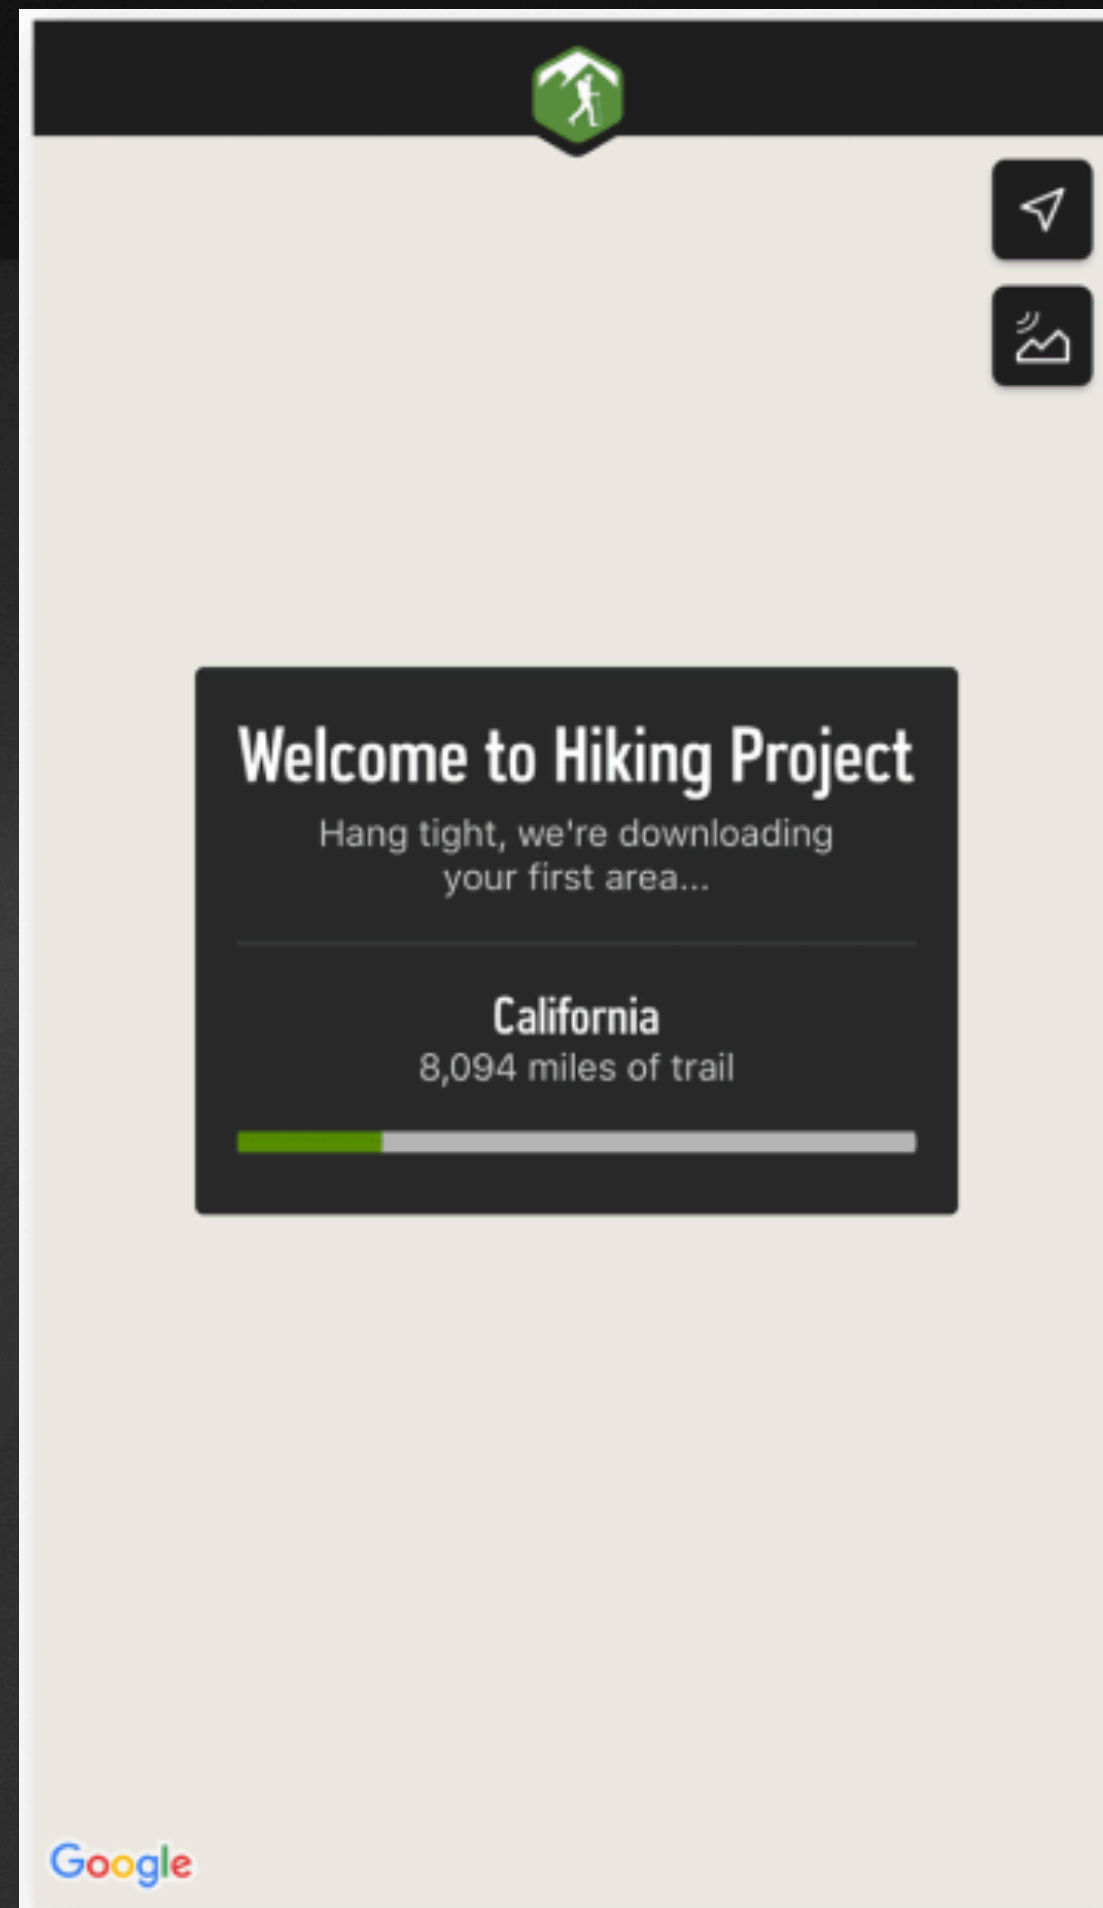 Welcome to Hiking Project
Hang tight, we're downloading
your first area...
California
8,094 miles of trail
Google